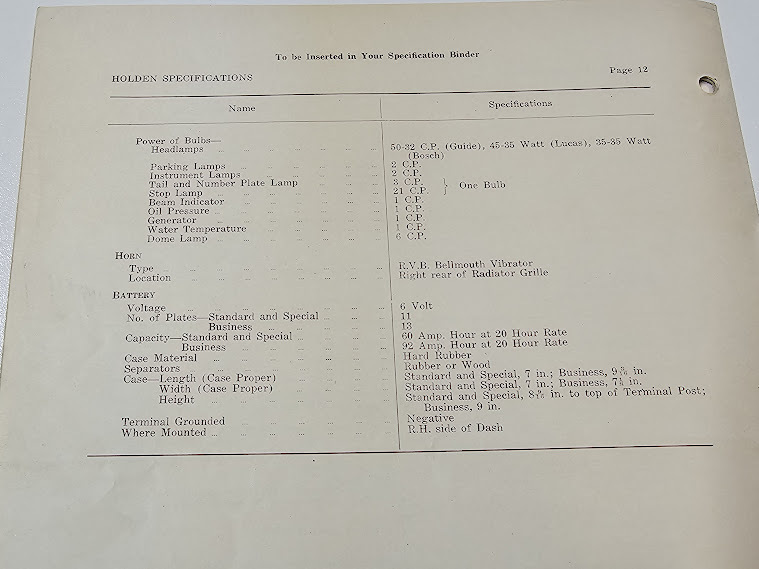 To be Inserted in Your Specification Binder
HOLDEN SPECIFICATIONS Page 12
Name Specifications
Power of Bulbs—
Headlamps ... 50-32 C.P. (Guide), 45-35 Watt (Lucas), 35-35 Watt
(Bosch)
Parking Lamps ... 2 C.P.
Instrument Lamps ... 2 C.P.
Tail and Number Plate Lamp ... 3 C.P. } One Bulb
Stop Lamp ... 21 C.P. }
Beam Indicator ... 1 C.P.
Oil Pressure ... 1 C.P.
Generator ... 1 C.P.
Water Temperature ... 1 C.P.
Dome Lamp ... 6 C.P.
HORN
Type ... R.V.B. Bellmouth Vibrator
Location ... Right rear of Radiator Grille
BATTERY
Voltage ... 6 Volt
No. of Plates—Standard and Special ... 11
Business ... 13
Capacity—Standard and Special ... 60 Amp. Hour at 20 Hour Rate
Business ... 92 Amp. Hour at 20 Hour Rate
Case Material ... Hard Rubber
Separators ... Rubber or Wood
Case—Length (Case Proper) ... Standard and Special, 7 in.; Business, 9 in.
Width (Case Proper) ... Standard and Special, 7 in.; Business, 7 in.
Height ... Standard and Special, 8 in. to top of Terminal Post;
Business, 9 in.
Terminal Grounded ... Negative
Where Mounted ... R.H. side of Dash